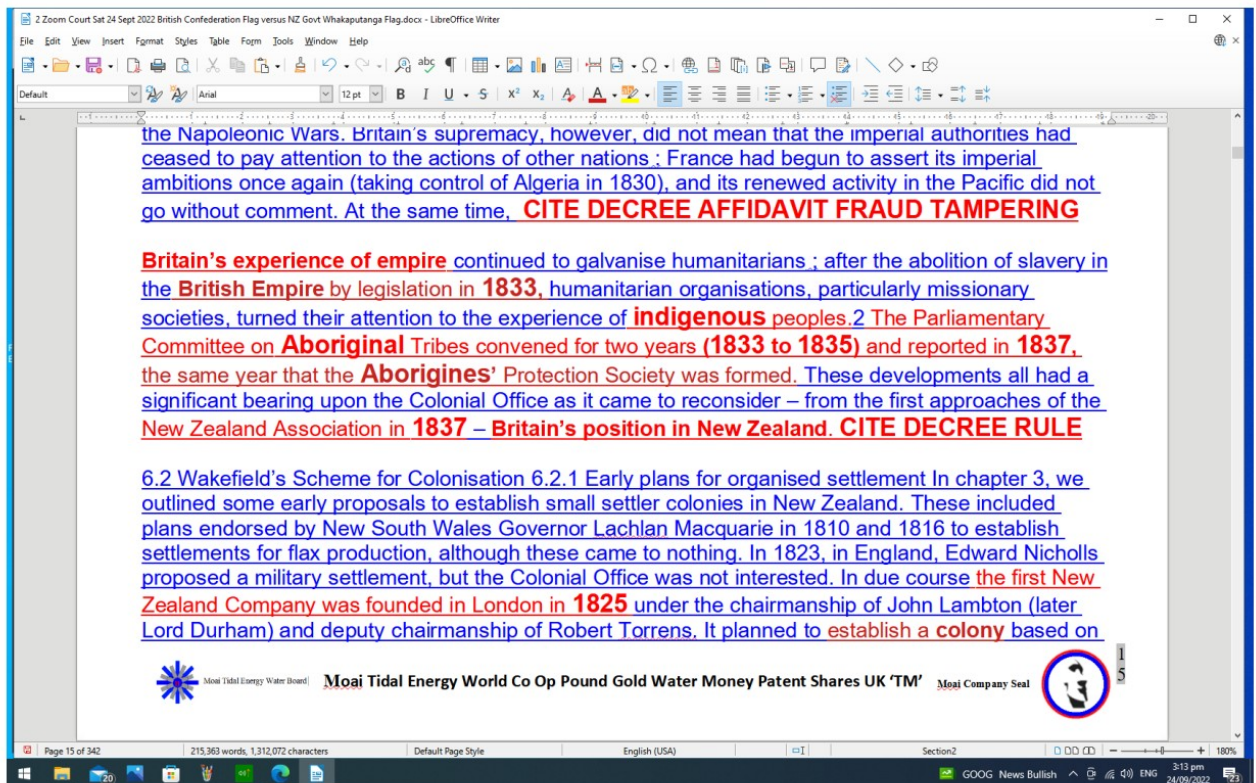 2 Zoom Court Sat 24 Sept 2022 British Confederation Flag versus NZ Govt Whakaputanga Flag.docx - LibreOffice Writer
File Edit View Insert Format Styles Table Form Tools Window Help
Default Arial 12 pt
the Napoleonic Wars. Britain's supremacy, however, did not mean that the imperial authorities had
ceased to pay attention to the actions of other nations ; France had begun to assert its imperial
ambitions once again (taking control of Algeria in 1830), and its renewed activity in the Pacific did not
go without comment. At the same time, CITE DECREE AFFIDAVIT FRAUD TAMPERING
Britain's experience of empire continued to galvanise humanitarians ; after the abolition of slavery in
the British Empire by legislation in 1833, humanitarian organisations, particularly missionary
societies, turned their attention to the experience of indigenous peoples.2 The Parliamentary
Committee on Aboriginal Tribes convened for two years (1833 to 1835) and reported in 1837,
the same year that the Aborigines' Protection Society was formed. These developments all had a
significant bearing upon the Colonial Office as it came to reconsider – from the first approaches of the
New Zealand Association in 1837 – Britain's position in New Zealand. CITE DECREE RULE
6.2 Wakefield's Scheme for Colonisation 6.2.1 Early plans for organised settlement In chapter 3, we
outlined some early proposals to establish small settler colonies in New Zealand. These included
plans endorsed by New South Wales Governor Lachlan Macquarie in 1810 and 1816 to establish
settlements for flax production, although these came to nothing. In 1823, in England, Edward Nicholls
proposed a military settlement, but the Colonial Office was not interested. In due course the first New
Zealand Company was founded in London in 1825 under the chairmanship of John Lambton (later
Lord Durham) and deputy chairmanship of Robert Torrens. It planned to establish a colony based on
Moai Tidal Energy Water Board Moai Tidal Energy World Co Op Pound Gold Water Money Patent Shares UK 'TM' Moai Company Seal 1
5
Page 15 of 342 215,363 words, 1,312,072 characters Default Page Style English (USA) Section2 180%
20 GOOG News Bullish ENG 3:13 pm
24/09/2022 23